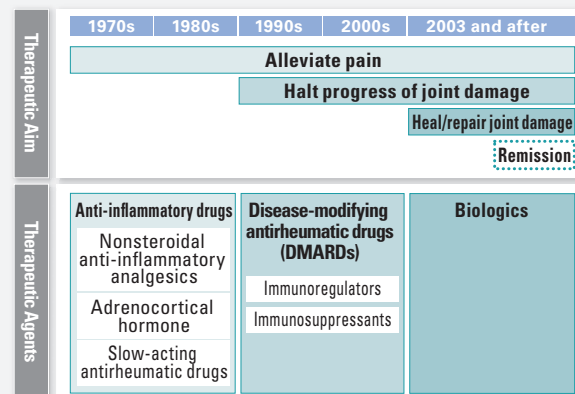 Therapeutic Aim
1970s 1980s 1990s 2000s 2003 and after
Alleviate pain
Halt progress of joint damage
Heal/repair joint damage
Remission
Therapeutic Agents
Anti-inflammatory drugs
Nonsteroidal
anti-inflammatory
analgesics
Adrenocortical
hormone
Slow-acting
antirheumatic drugs
Disease-modifying
antirheumatic drugs
(DMARDs)
Immunoregulators
Immunosuppressants
Biologics